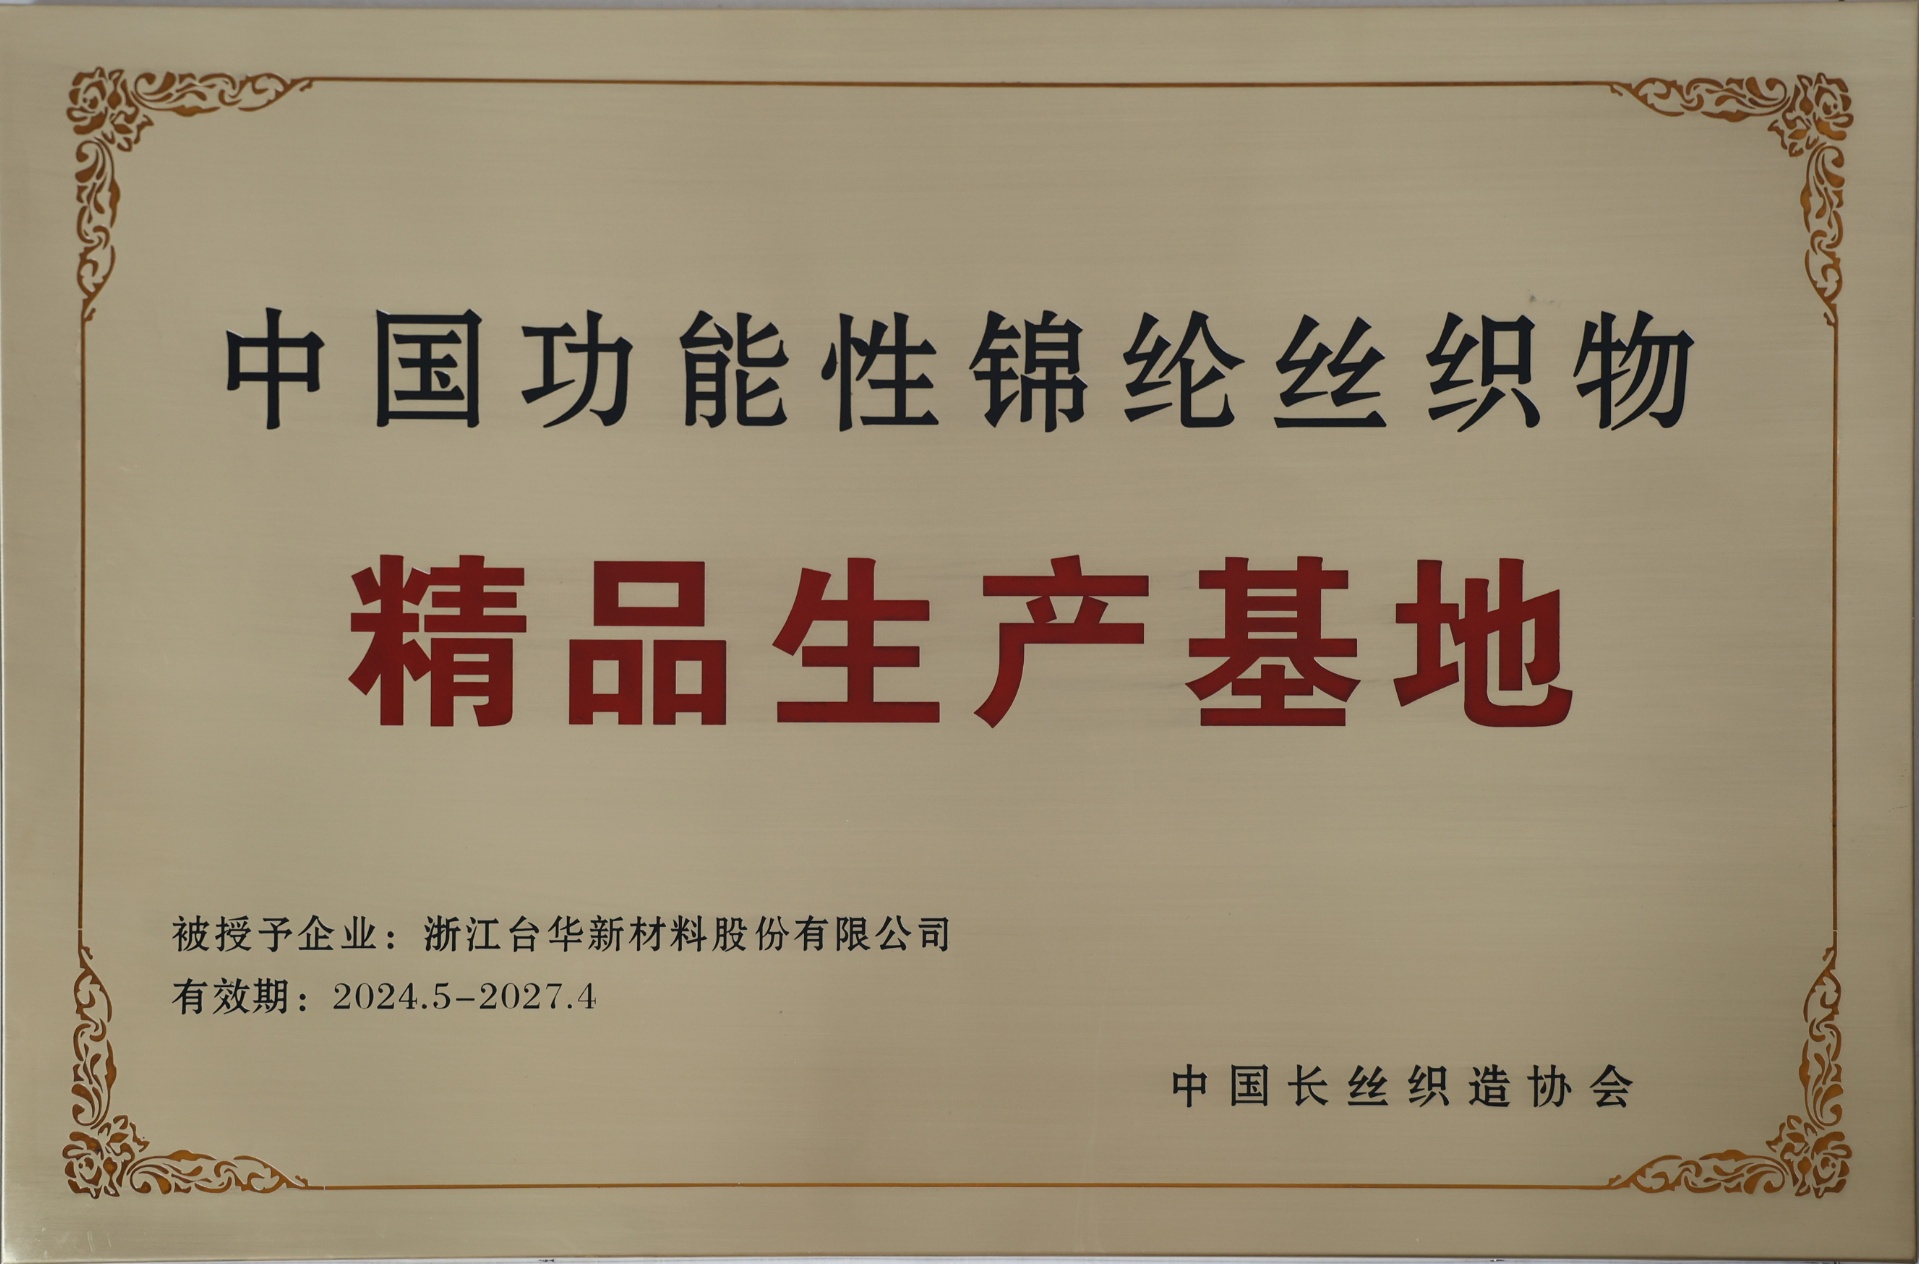 中国功能性锦纶丝织物
精品生产基地
被授予企业：浙江台华新材料股份有限公司
有效期：2024.5-2027.4
中国长丝织造协会